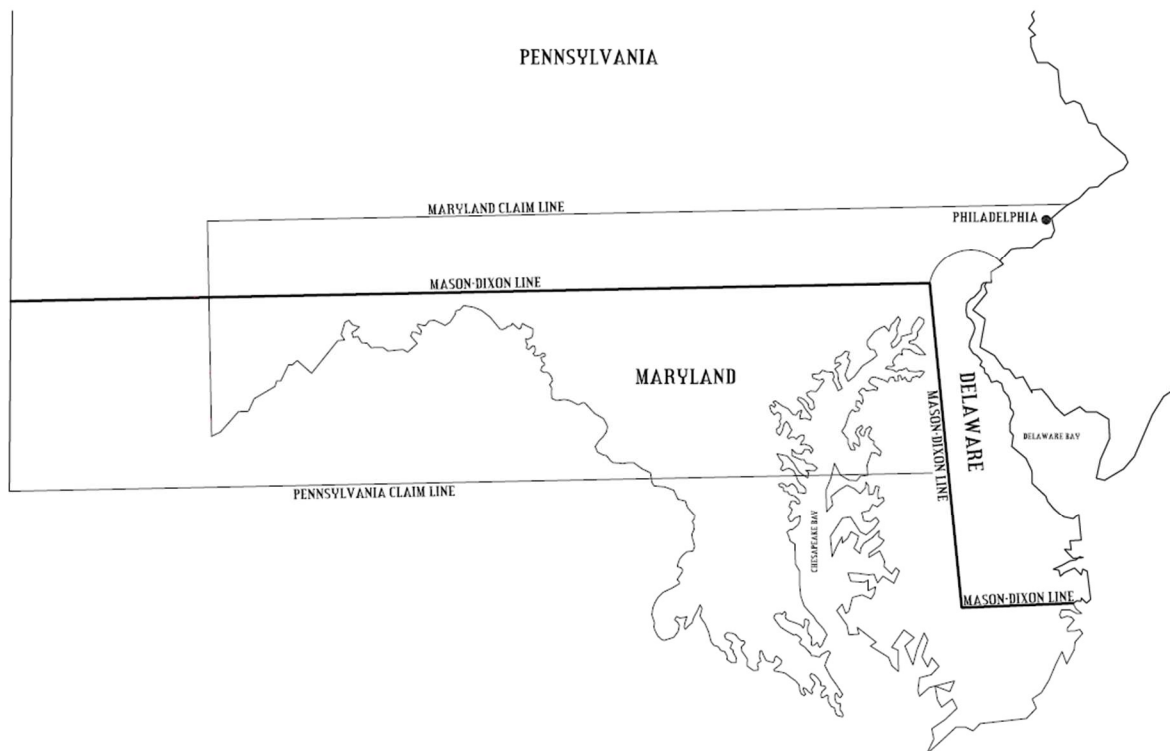 PENNSYLVANIA
MARYLAND CLAIM LINE
PHILADELPHIA
MASON-DIXON LINE
MARYLAND
DELAWARE
MASON-DIXON LINE
DELAWARE BAY
PENNSYLVANIA CLAIM LINE
CHESAPEAKE BAY
MASON-DIXON LINE